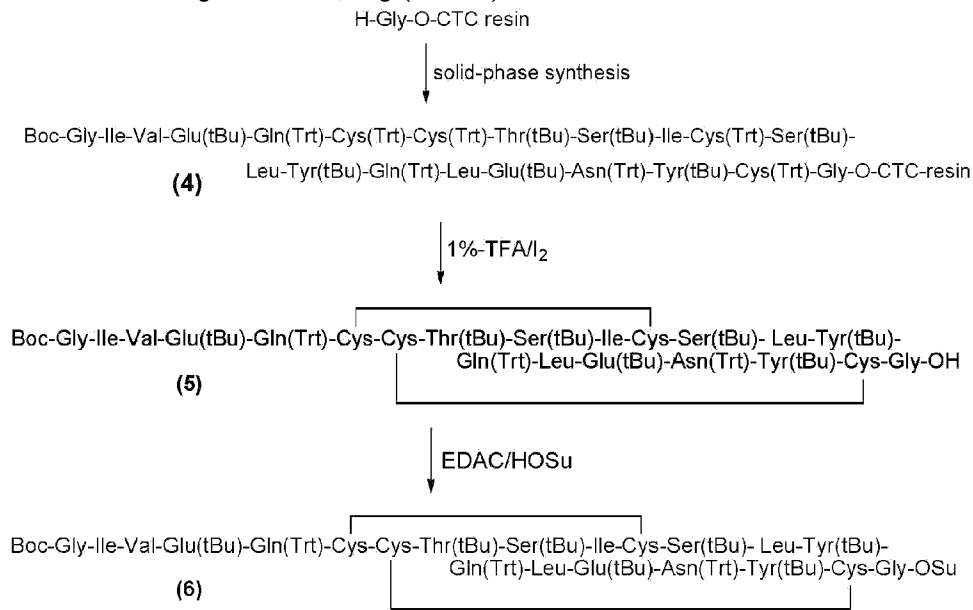 H-Gly-O-CTC resin
solid-phase synthesis
Boc-Gly-Ile-Val-Glu(tBu)-Gln(Trt)-Cys(Trt)-Cys(Trt)-Thr(tBu)-Ser(tBu)-Ile-Cys(Trt)-Ser(tBu)-
Leu-Tyr(tBu)-Gln(Trt)-Leu-Glu(tBu)-Asn(Trt)-Tyr(tBu)-Cys(Trt)-Gly-O-CTC-resin
(4)
1%-TFA/I2
Boc-Gly-Ile-Val-Glu(tBu)-Gln(Trt)-Cys-Cys-Thr(tBu)-Ser(tBu)-Ile-Cys-Ser(tBu)- Leu-Tyr(tBu)-
Gln(Trt)-Leu-Glu(tBu)-Asn(Trt)-Tyr(tBu)-Cys-Gly-OH
(5)
EDAC/HOSu
Boc-Gly-Ile-Val-Glu(tBu)-Gln(Trt)-Cys-Cys-Thr(tBu)-Ser(tBu)-Ile-Cys-Ser(tBu)- Leu-Tyr(tBu)-
Gln(Trt)-Leu-Glu(tBu)-Asn(Trt)-Tyr(tBu)-Cys-Gly-OSu
(6)